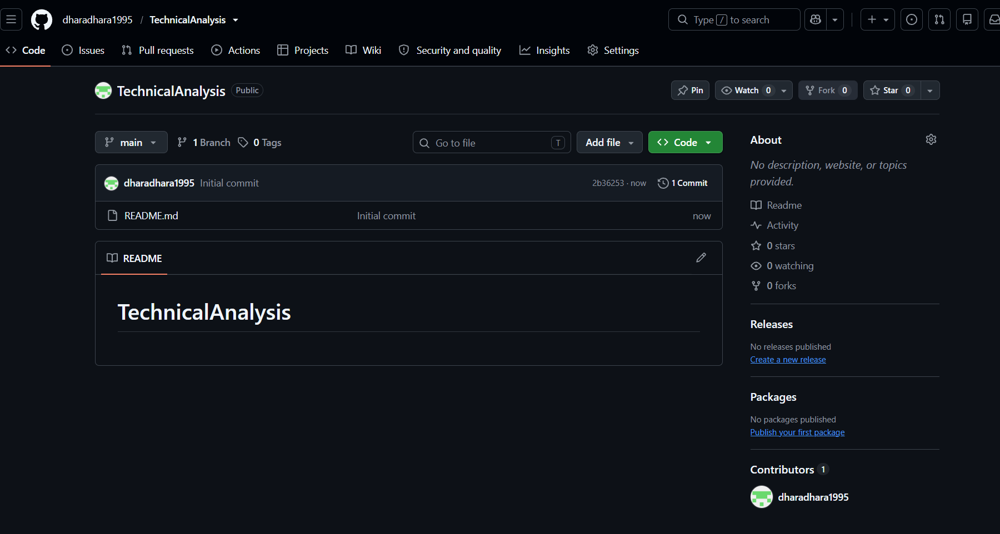 dharadhara1995 / TechnicalAnalysis
Type / to search
Code Issues Pull requests Actions Projects Wiki Security and quality Insights Settings
TechnicalAnalysis Public
Pin Watch 0 Fork 0 Star 0
main 1 Branch 0 Tags
Go to file T Add file Code
dharadhara1995 Initial commit 2b36253 · now 1 Commit
README.md Initial commit now
README
TechnicalAnalysis
About
No description, website, or topics
provided.
Readme
Activity
0 stars
0 watching
0 forks
Releases
No releases published
Create a new release
Packages
No packages published
Publish your first package
Contributors 1
dharadhara1995